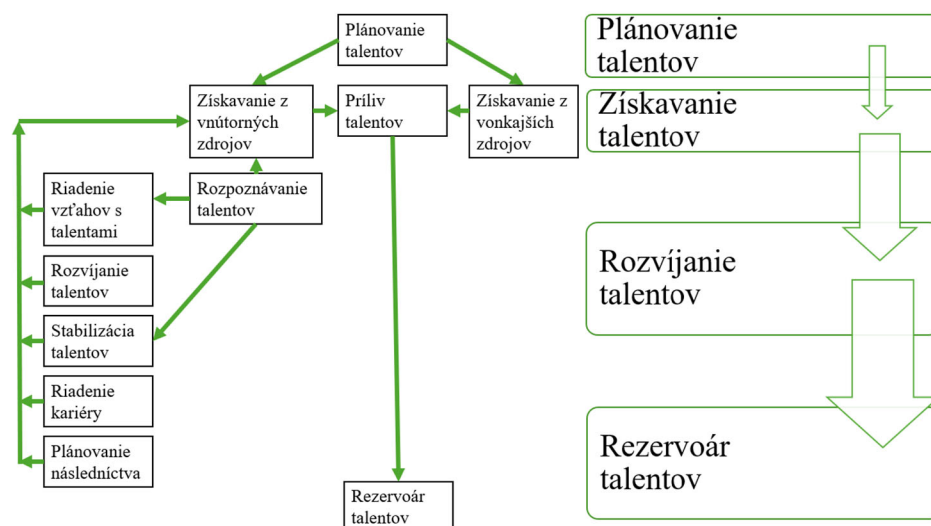 Plánovanie
talentov
Získavanie z
vnútorných
zdrojov
Príliv
talentov
Získavanie z
vonkajších
zdrojov
Rozpoznávanie
talentov
Riadenie
vzťahov s
talentami
Rozvíjanie
talentov
Stabilizácia
talentov
Riadenie
kariéry
Plánovanie
následníctva
Rezervoár
talentov
Plánovanie
talentov
Získavanie
talentov
Rozvíjanie
talentov
Rezervoár
talentov